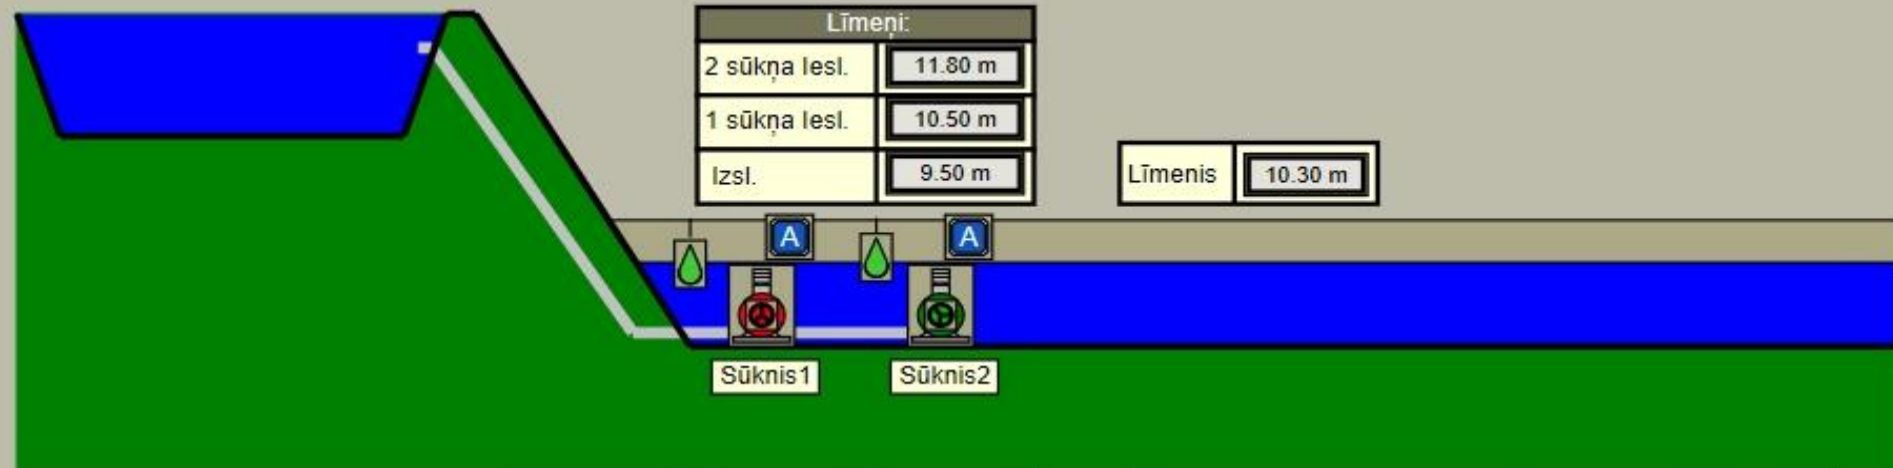 Līmeņi:
2 sūkņa Iesl. 11.80 m
1 sūkņa Iesl. 10.50 m
Izsl. 9.50 m
Līmenis 10.30 m
A A
Sūknis1 Sūknis2